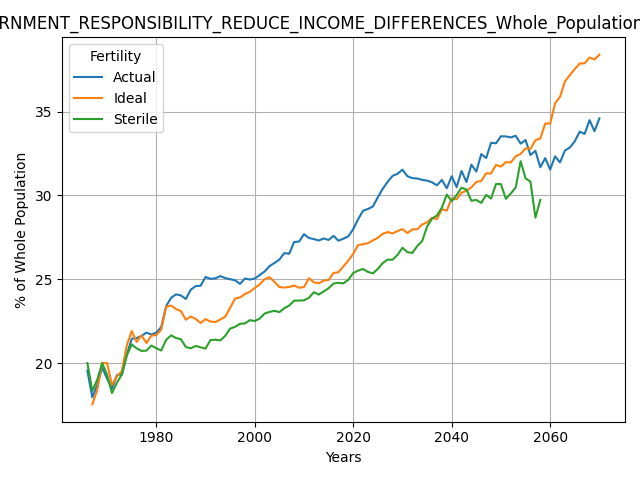 RNMENT_RESPONSIBILITY_REDUCE_INCOME_DIFFERENCES_Whole_Population
Fertility
Actual
Ideal
Sterile
% of Whole Population
35
30
25
20
1980 2000 2020 2040 2060
Years